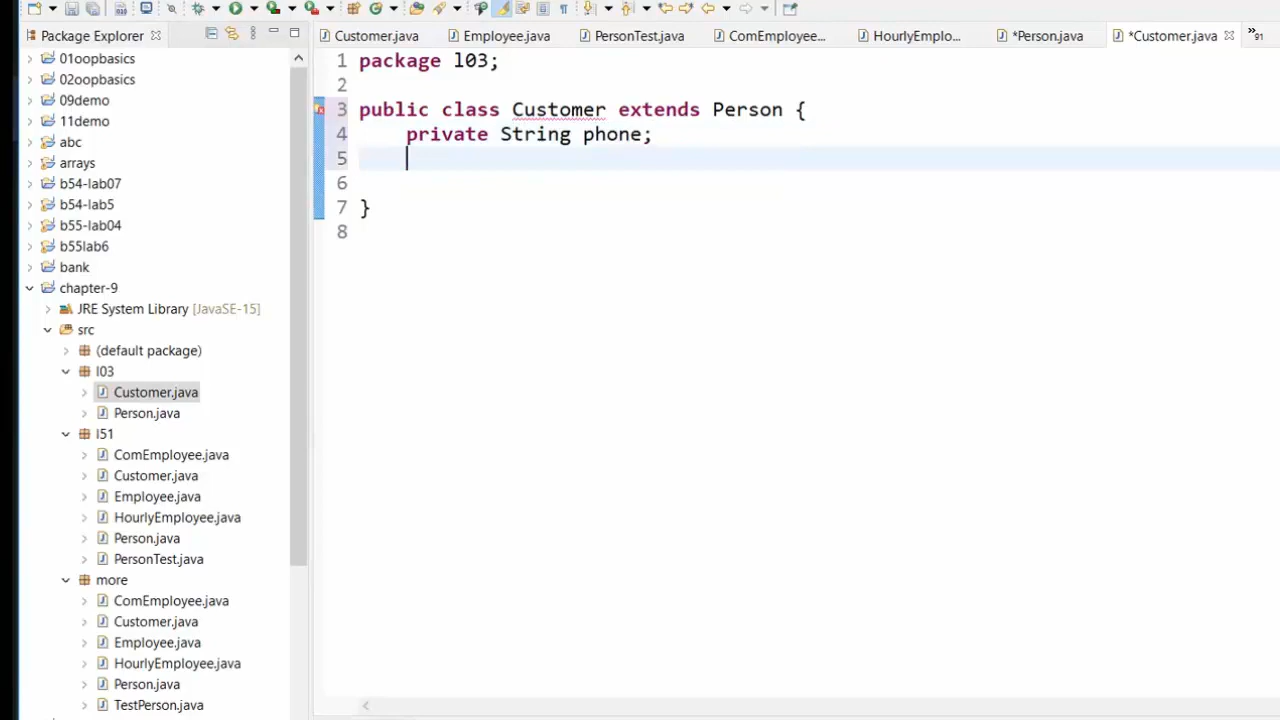 Package Explorer
Customer.java
Employee.java
PersonTest.java
ComEmployee...
HourlyEmplo...
*Person.java
*Customer.java
»91
01oopbasics
02oopbasics
09demo
11demo
abc
arrays
b54-lab07
b54-lab5
b55-lab04
b55lab6
bank
chapter-9
JRE System Library [JavaSE-15]
src
(default package)
l03
Customer.java
Person.java
l51
ComEmployee.java
Customer.java
Employee.java
HourlyEmployee.java
Person.java
PersonTest.java
more
ComEmployee.java
Customer.java
Employee.java
HourlyEmployee.java
Person.java
TestPerson.java
1 package l03;
2
3 public class Customer extends Person {
4 private String phone;
5
6
7 }
8